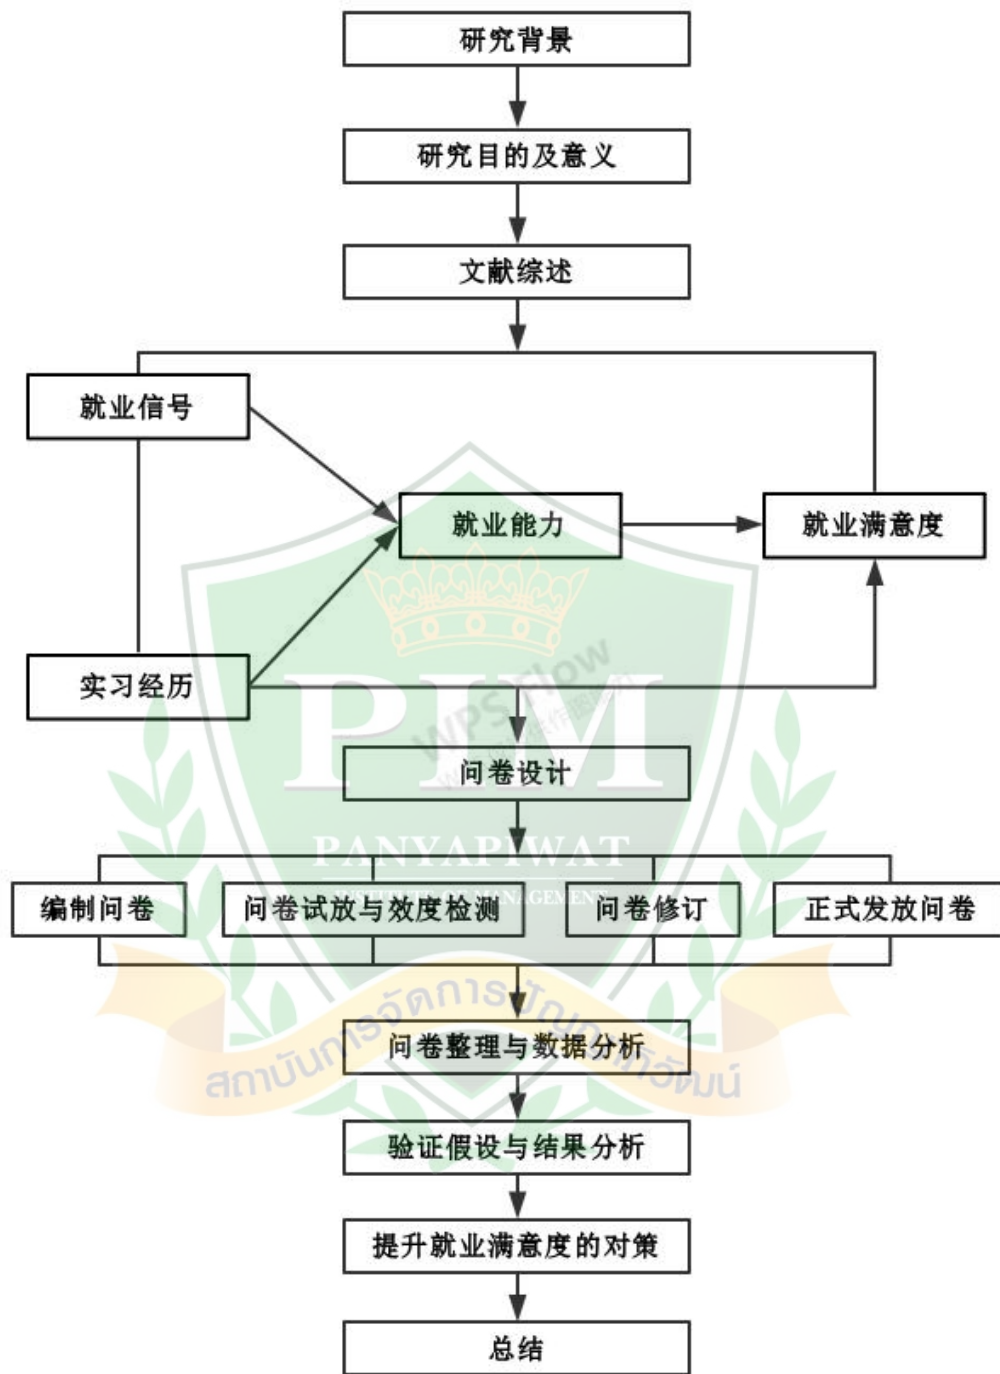 研究背景
研究目的及意义
文献综述
就业信号
就业能力
就业满意度
实习经历
WPS Flow
PIM
问卷设计
PANYAPIWAT
INSTITUTE OF MANAGEMENT
编制问卷
问卷试放与效度检测
问卷修订
正式发放问卷
สถาบันการจัดการปัญญาภิวัฒน์
问卷整理与数据分析
验证假设与结果分析
提升就业满意度的对策
总结